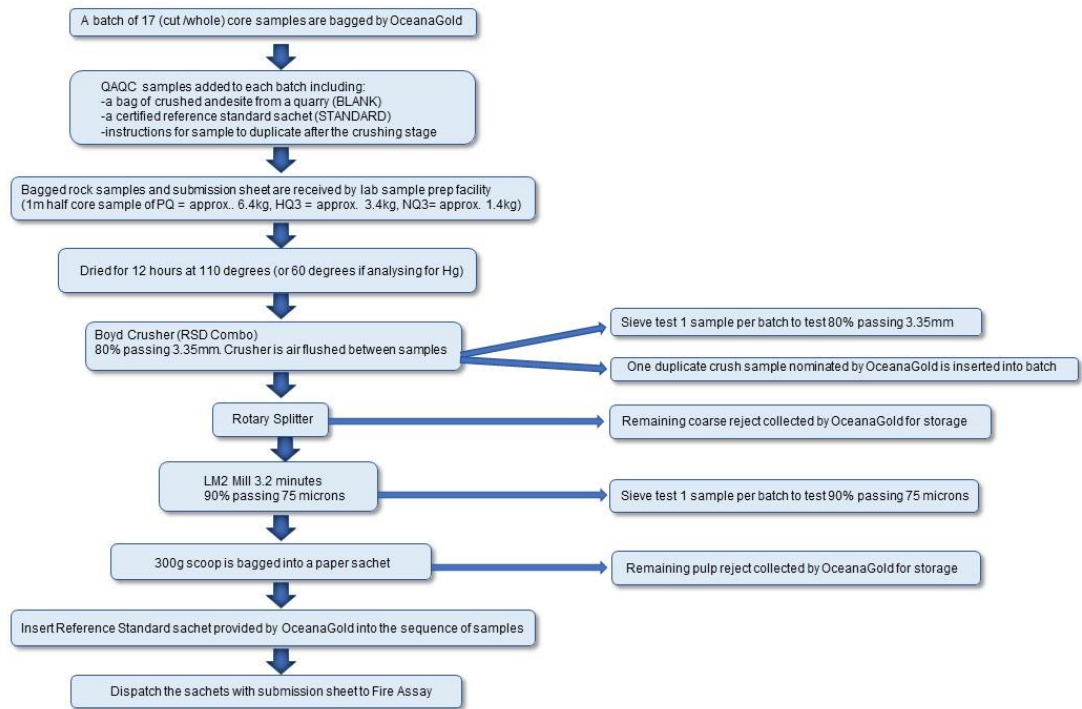 A batch of 17 (cut /whole) core samples are bagged by OceanaGold
QAQC samples added to each batch including:
-a bag of crushed andesite from a quarry (BLANK)
-a certified reference standard sachet (STANDARD)
-instructions for sample to duplicate after the crushing stage
Bagged rock samples and submission sheet are received by lab sample prep facility
(1m half core sample of PQ = approx.. 6.4kg, HQ3 = approx. 3.4kg, NQ3= approx. 1.4kg)
Dried for 12 hours at 110 degrees (or 60 degrees if analysing for Hg)
Boyd Crusher (RSD Combo)
80% passing 3.35mm. Crusher is air flushed between samples
Sieve test 1 sample per batch to test 80% passing 3.35mm
One duplicate crush sample nominated by OceanaGold is inserted into batch
Rotary Splitter
Remaining coarse reject collected by OceanaGold for storage
LM2 Mill 3.2 minutes
90% passing 75 microns
Sieve test 1 sample per batch to test 90% passing 75 microns
300g scoop is bagged into a paper sachet
Remaining pulp reject collected by OceanaGold for storage
Insert Reference Standard sachet provided by OceanaGold into the sequence of samples
Dispatch the sachets with submission sheet to Fire Assay